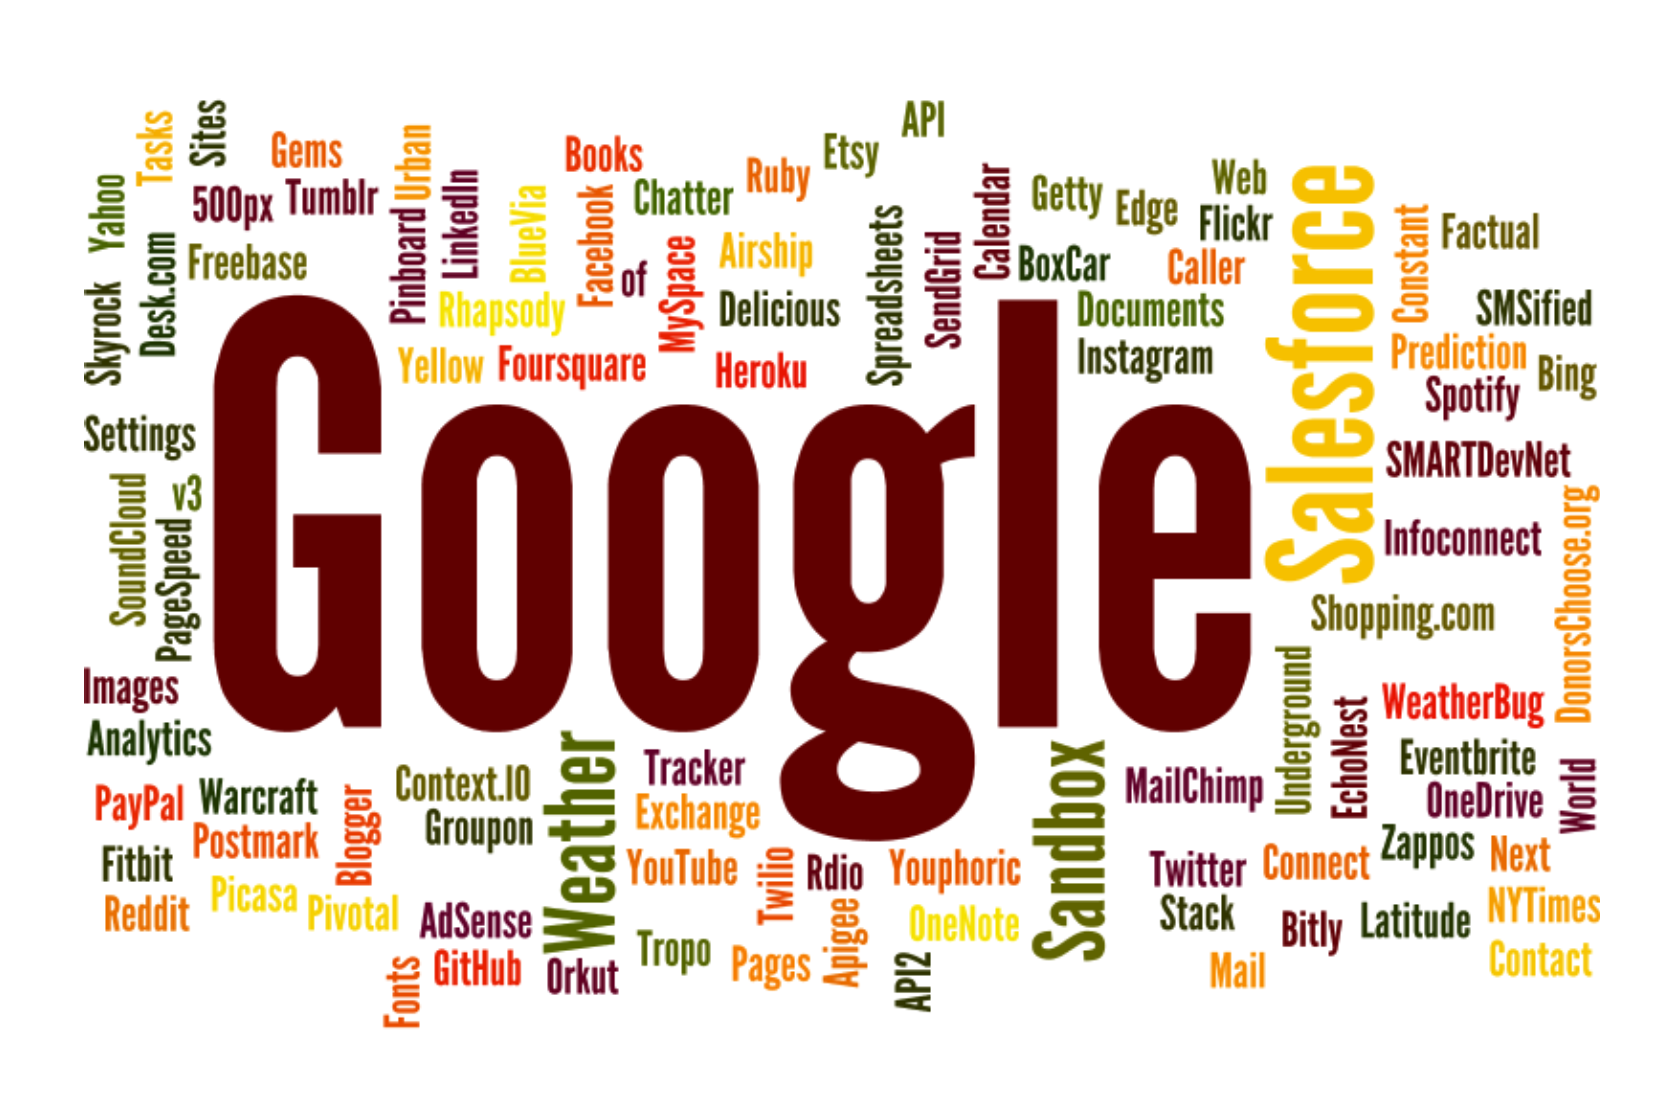 API
Tasks
Sites
Gems
Urban
Books
Etsy
Ruby
Web
Yahoo
500px
Tumblr
LinkedIn
BlueVia
Facebook
Chatter
Calendar
Getty
Edge
Flickr
Salesforce
Constant
Factual
Desk.com
Freebase
Pinboard
of
MySpace
Airship
Spreadsheets
SendGrid
BoxCar
Caller
Skyrock
Rhapsody
Delicious
Documents
SMSified
Yellow
Foursquare
Heroku
Instagram
Prediction
Bing
Spotify
Settings
Google
SMARTDevNet
SoundCloud
v3
PageSpeed
Infoconnect
DonorsChoose.org
Shopping.com
Images
Underground
EchoNest
WeatherBug
Analytics
Weather
Tracker
Sandbox
MailChimp
Eventbrite
World
PayPal
Warcraft
Context.IO
Exchange
OneDrive
Postmark
Blogger
Groupon
Zappos
Next
Fitbit
YouTube
Twilio
Rdio
Youphoric
Twitter
Connect
Reddit
Picasa
Pivotal
AdSense
Apigee
OneNote
Stack
Bitly
Latitude
NYTimes
Fonts
GitHub
Orkut
Tropo
Pages
API2
Mail
Contact